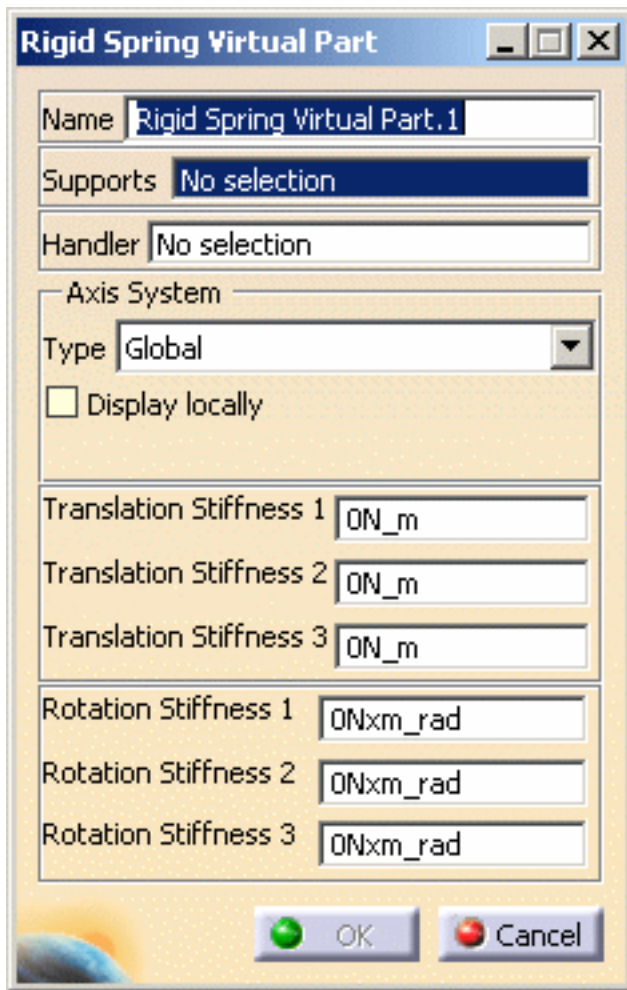 Rigid Spring Virtual Part
Name Rigid Spring Virtual Part.1
Supports No selection
Handler No selection
Axis System
Type Global
Display locally
Translation Stiffness 1 0N_m
Translation Stiffness 2 0N_m
Translation Stiffness 3 0N_m
Rotation Stiffness 1 0Nxm_rad
Rotation Stiffness 2 0Nxm_rad
Rotation Stiffness 3 0Nxm_rad
OK Cancel